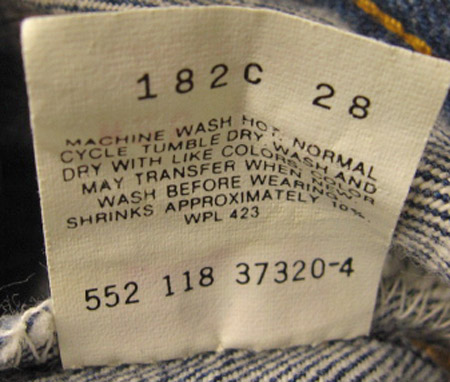 182C 28
MACHINE WASH HOT, NORMAL
CYCLE TUMBLE DRY. WASH AND
DRY WITH LIKE COLORS. COLOR
MAY TRANSFER WHEN NEW.
WASH BEFORE WEARING.
SHRINKS APPROXIMATELY 10%.
WPL 423
552 118 37320-4